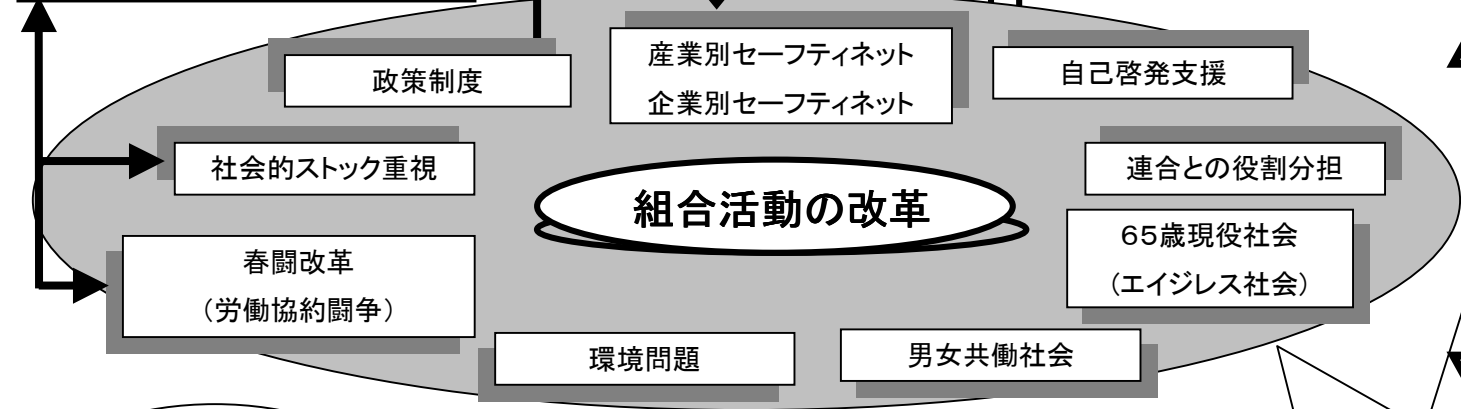 産業別セーフティネット
企業別セーフティネット
政策制度
自己啓発支援
社会的ストック重視
連合との役割分担
組合活動の改革
65歳現役社会
（エイジレス社会）
春闘改革
（労働協約闘争）
環境問題
男女共働社会